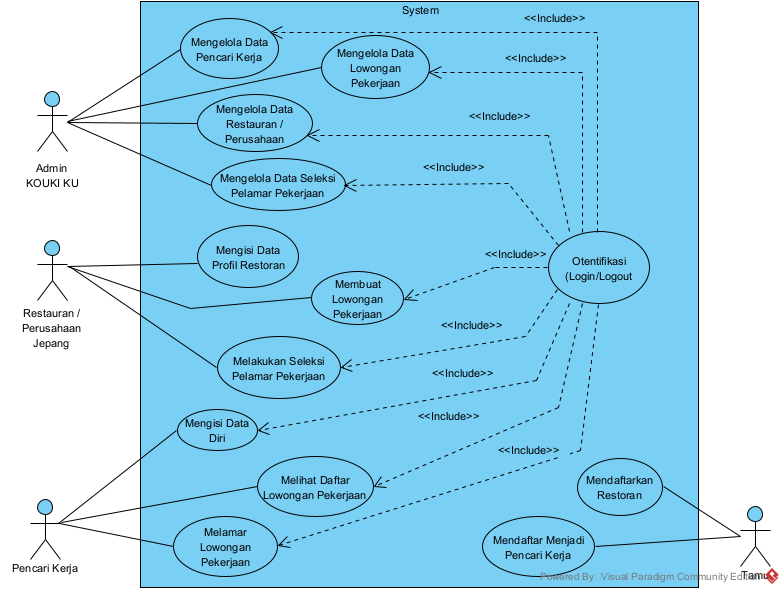 System
<<Include>>
Mengelola Data
Pencari Kerja
Mengelola Data
Lowongan
Pekerjaan
<<Include>>
Mengelola Data
Restauran /
Perusahaan
<<Include>>
Admin
KOUKI KU
Mengelola Data Seleksi
Pelamar Pekerjaan
<<Include>>
Mengisi Data
Profil Restoran
<<Include>>
Otentifikasi
(Login/Logout
Membuat
Lowongan
Pekerjaan
Restauran /
Perusahaan
Jepang
<<Include>>
Melakukan Seleksi
Pelamar Pekerjaan
<<Include>>
Mengisi Data
Diri
<<Include>>
<<Include>>
Melihat Daftar
Lowongan Pekerjaan
Mendaftarkan
Restoran
Melamar
Lowongan
Pekerjaan
Mendaftar Menjadi
Pencari Kerja
Pencari Kerja
Tamu
Powered By Visual Paradigm Community Edition